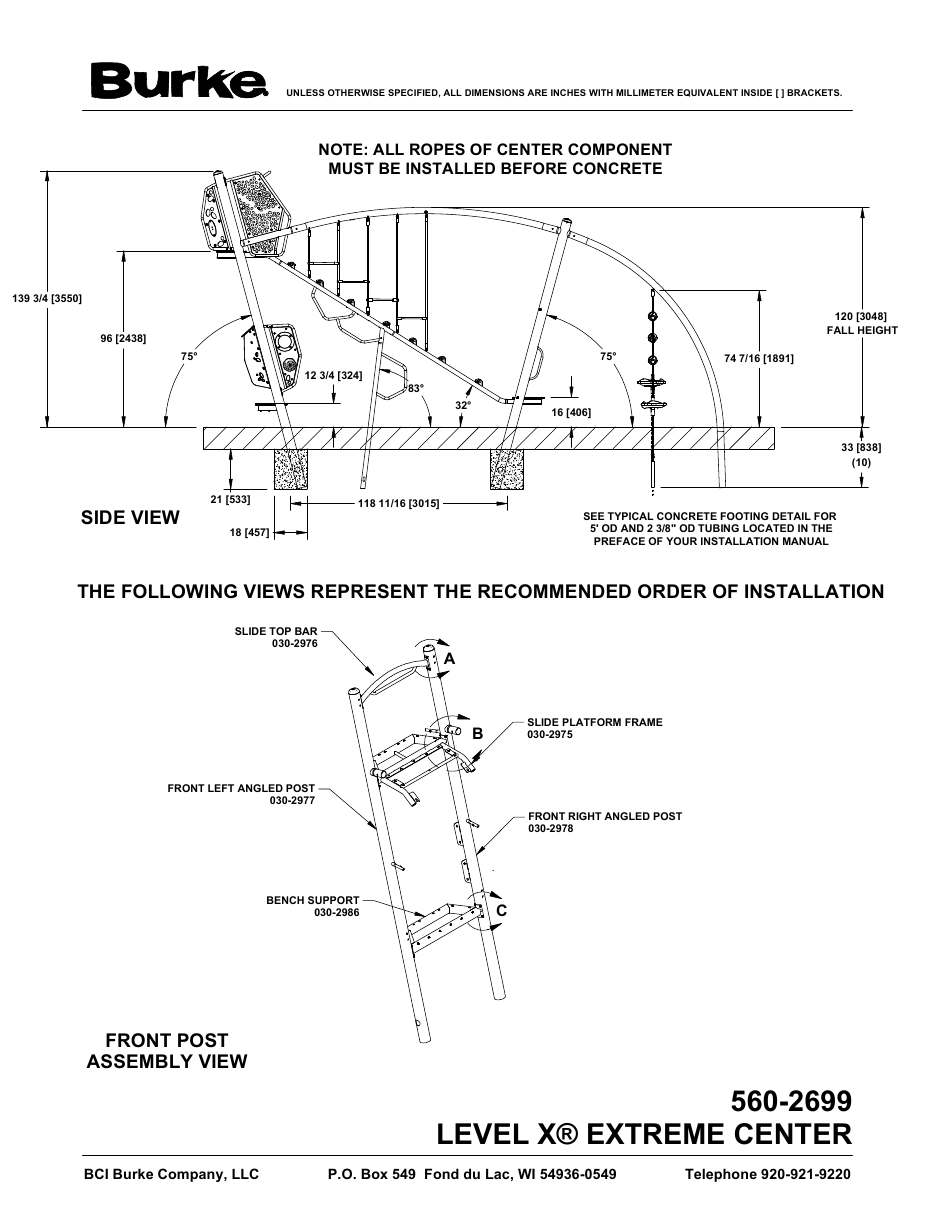 Burke
UNLESS OTHERWISE SPECIFIED, ALL DIMENSIONS ARE INCHES WITH MILLIMETER EQUIVALENT INSIDE [ ] BRACKETS.
NOTE: ALL ROPES OF CENTER COMPONENT
MUST BE INSTALLED BEFORE CONCRETE
139 3/4 [3550]
96 [2438]
75°
12 3/4 [324]
83°
32°
16 [406]
75°
74 7/16 [1891]
120 [3048]
FALL HEIGHT
33 [838]
(10)
21 [533]
118 11/16 [3015]
18 [457]
SIDE VIEW
SEE TYPICAL CONCRETE FOOTING DETAIL FOR
5' OD AND 2 3/8" OD TUBING LOCATED IN THE
PREFACE OF YOUR INSTALLATION MANUAL
THE FOLLOWING VIEWS REPRESENT THE RECOMMENDED ORDER OF INSTALLATION
SLIDE TOP BAR
030-2976
A
B
SLIDE PLATFORM FRAME
030-2975
FRONT LEFT ANGLED POST
030-2977
FRONT RIGHT ANGLED POST
030-2978
BENCH SUPPORT
030-2986
C
FRONT POST
ASSEMBLY VIEW
560-2699
LEVEL X® EXTREME CENTER
BCI Burke Company, LLC
P.O. Box 549 Fond du Lac, WI 54936-0549
Telephone 920-921-9220